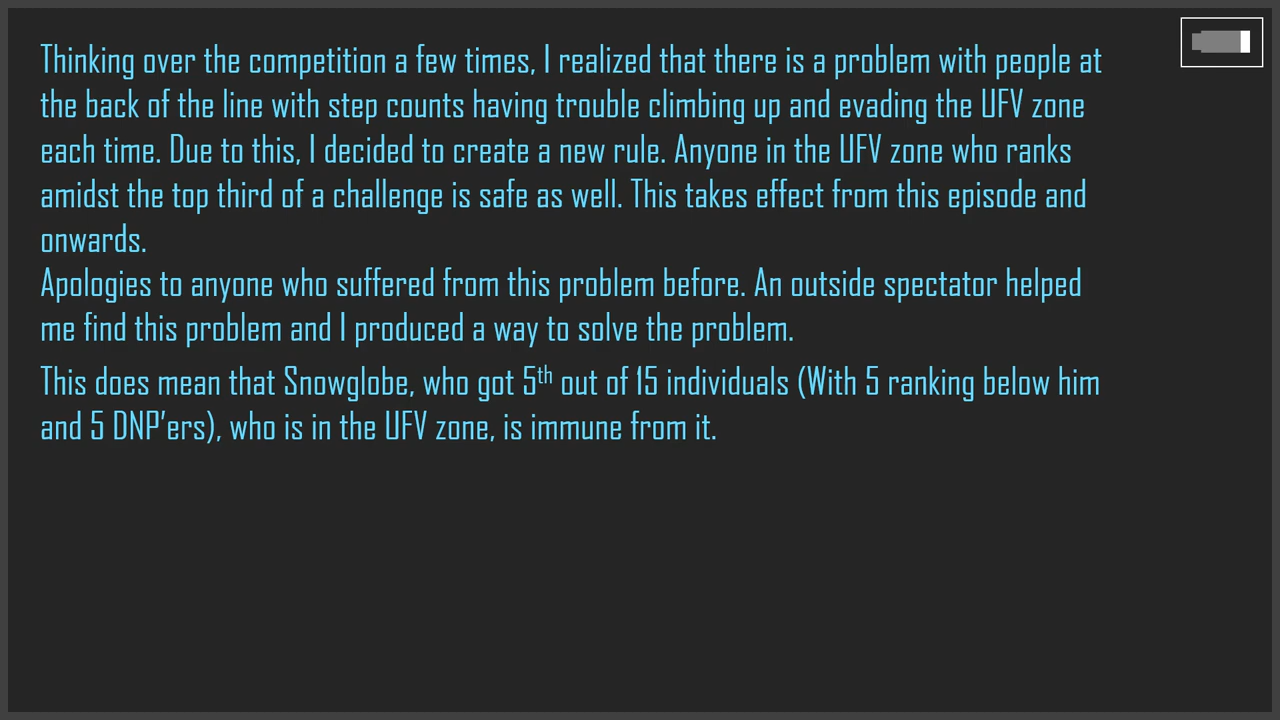 Thinking over the competition a few times, I realized that there is a problem with people at
the back of the line with step counts having trouble climbing up and evading the UFV zone
each time. Due to this, I decided to create a new rule. Anyone in the UFV zone who ranks
amidst the top third of a challenge is safe as well. This takes effect from this episode and
onwards.
Apologies to anyone who suffered from this problem before. An outside spectator helped
me find this problem and I produced a way to solve the problem.
This does mean that Snowglobe, who got 5th out of 15 individuals (With 5 ranking below him
and 5 DNP'ers), who is in the UFV zone, is immune from it.